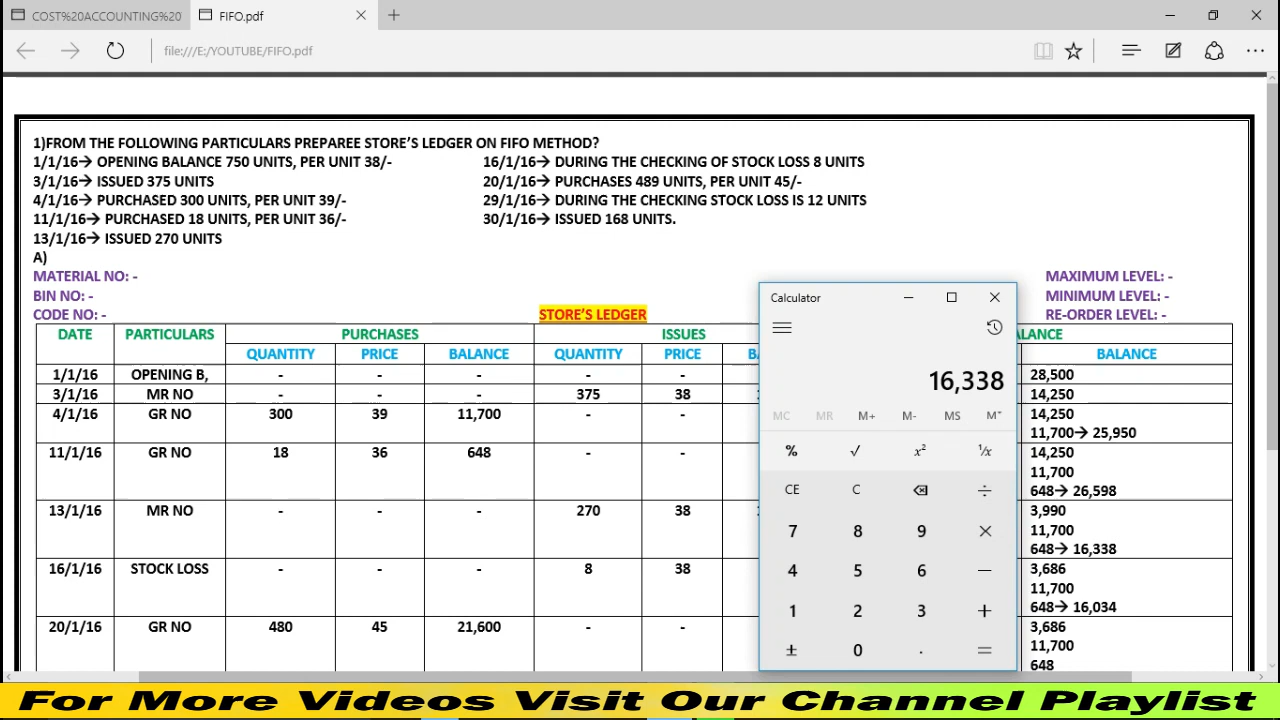 COST%20ACCOUNTING%20
FIFO.pdf
file:///E:/YOUTUBE/FIFO.pdf
1)FROM THE FOLLOWING PARTICULARS PREPAREE STORE'S LEDGER ON FIFO METHOD?
1/1/16→ OPENING BALANCE 750 UNITS, PER UNIT 38/-
3/1/16→ ISSUED 375 UNITS
4/1/16→ PURCHASED 300 UNITS, PER UNIT 39/-
11/1/16→ PURCHASED 18 UNITS, PER UNIT 36/-
13/1/16→ ISSUED 270 UNITS
16/1/16→ DURING THE CHECKING OF STOCK LOSS 8 UNITS
20/1/16→ PURCHASES 489 UNITS, PER UNIT 45/-
29/1/16→ DURING THE CHECKING STOCK LOSS IS 12 UNITS
30/1/16→ ISSUED 168 UNITS.
A)
MATERIAL NO: -
BIN NO: -
CODE NO: -
MAXIMUM LEVEL: -
MINIMUM LEVEL: -
RE-ORDER LEVEL: -
STORE'S LEDGER
DATE PARTICULARS PURCHASES ISSUES ALANCE
QUANTITY PRICE BALANCE QUANTITY PRICE BA BALANCE
1/1/16 OPENING B, - - - - - 28,500
3/1/16 MR NO - - - 375 38 14,250
4/1/16 GR NO 300 39 11,700 - - 14,250
11,700→ 25,950
11/1/16 GR NO 18 36 648 - - 14,250
11,700
648→ 26,598
13/1/16 MR NO - - - 270 38 3,990
11,700
648→ 16,338
16/1/16 STOCK LOSS - - - 8 38 3,686
11,700
648→ 16,034
20/1/16 GR NO 480 45 21,600 - - 3,686
11,700
648
Calculator
16,338
MC MR M+ M- MS M˅
% √ x² ¹/x
CE C ⌫ ÷
7 8 9 ×
4 5 6 −
1 2 3 +
± 0 . =
For More Videos Visit Our Channel Playlist